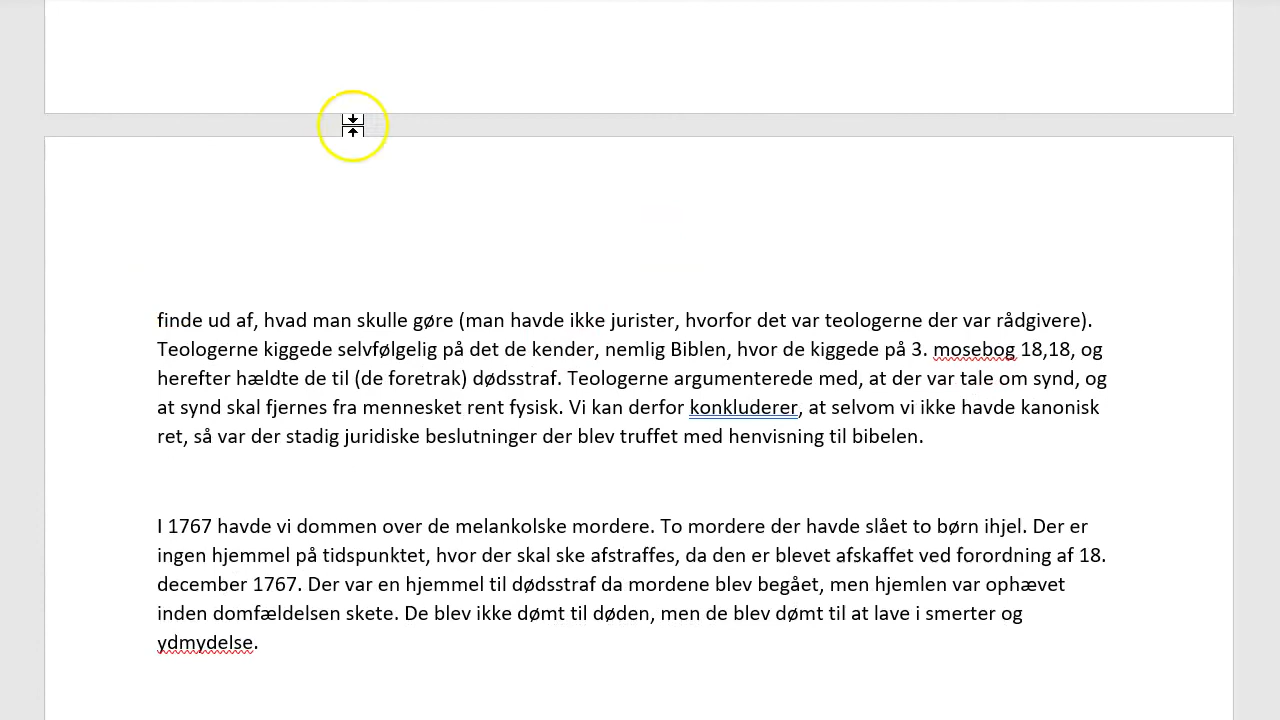 finde ud af, hvad man skulle gøre (man havde ikke jurister, hvorfor det var teologerne der var rådgivere).
Teologerne kiggede selvfølgelig på det de kender, nemlig Biblen, hvor de kiggede på 3. mosebog 18,18, og
herefter hældte de til (de foretrak) dødsstraf. Teologerne argumenterede med, at der var tale om synd, og
at synd skal fjernes fra mennesket rent fysisk. Vi kan derfor konkluderer, at selvom vi ikke havde kanonisk
ret, så var der stadig juridiske beslutninger der blev truffet med henvisning til bibelen.
I 1767 havde vi dommen over de melankolske mordere. To mordere der havde slået to børn ihjel. Der er
ingen hjemmel på tidspunktet, hvor der skal ske afstraffes, da den er blevet afskaffet ved forordning af 18.
december 1767. Der var en hjemmel til dødsstraf da mordene blev begået, men hjemlen var ophævet
inden domfældelsen skete. De blev ikke dømt til døden, men de blev dømt til at lave i smerter og
ydmydelse.